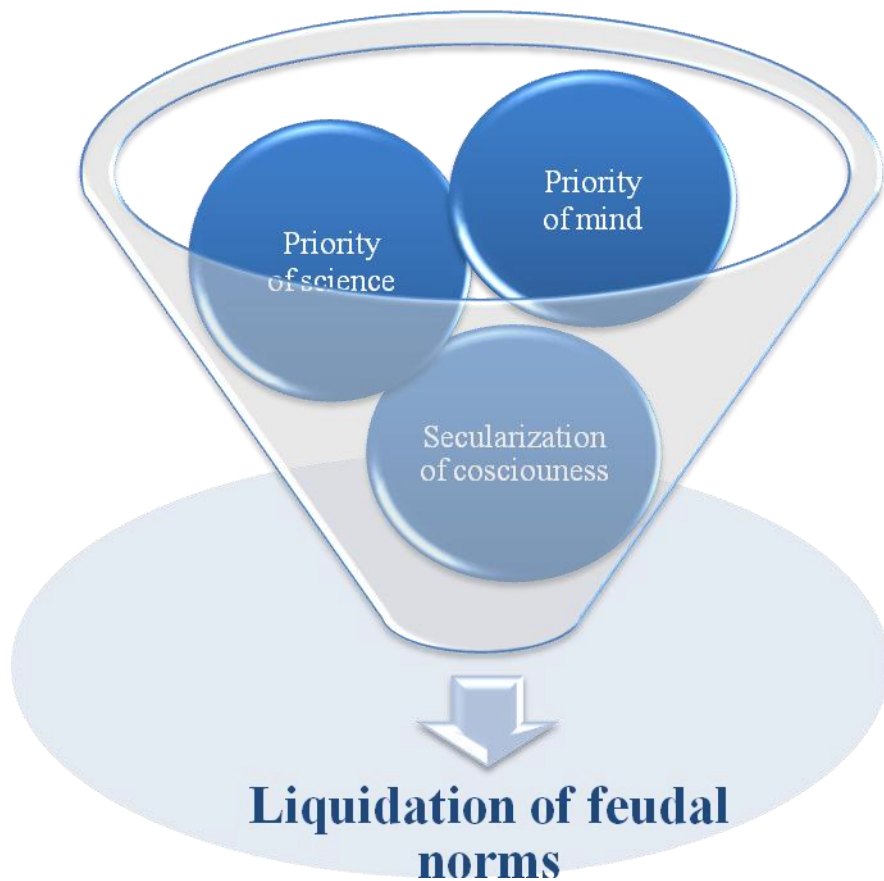 Priority
of mind
Priority
of science
Secularization
of cosciouness
Liquidation of feudal
norms